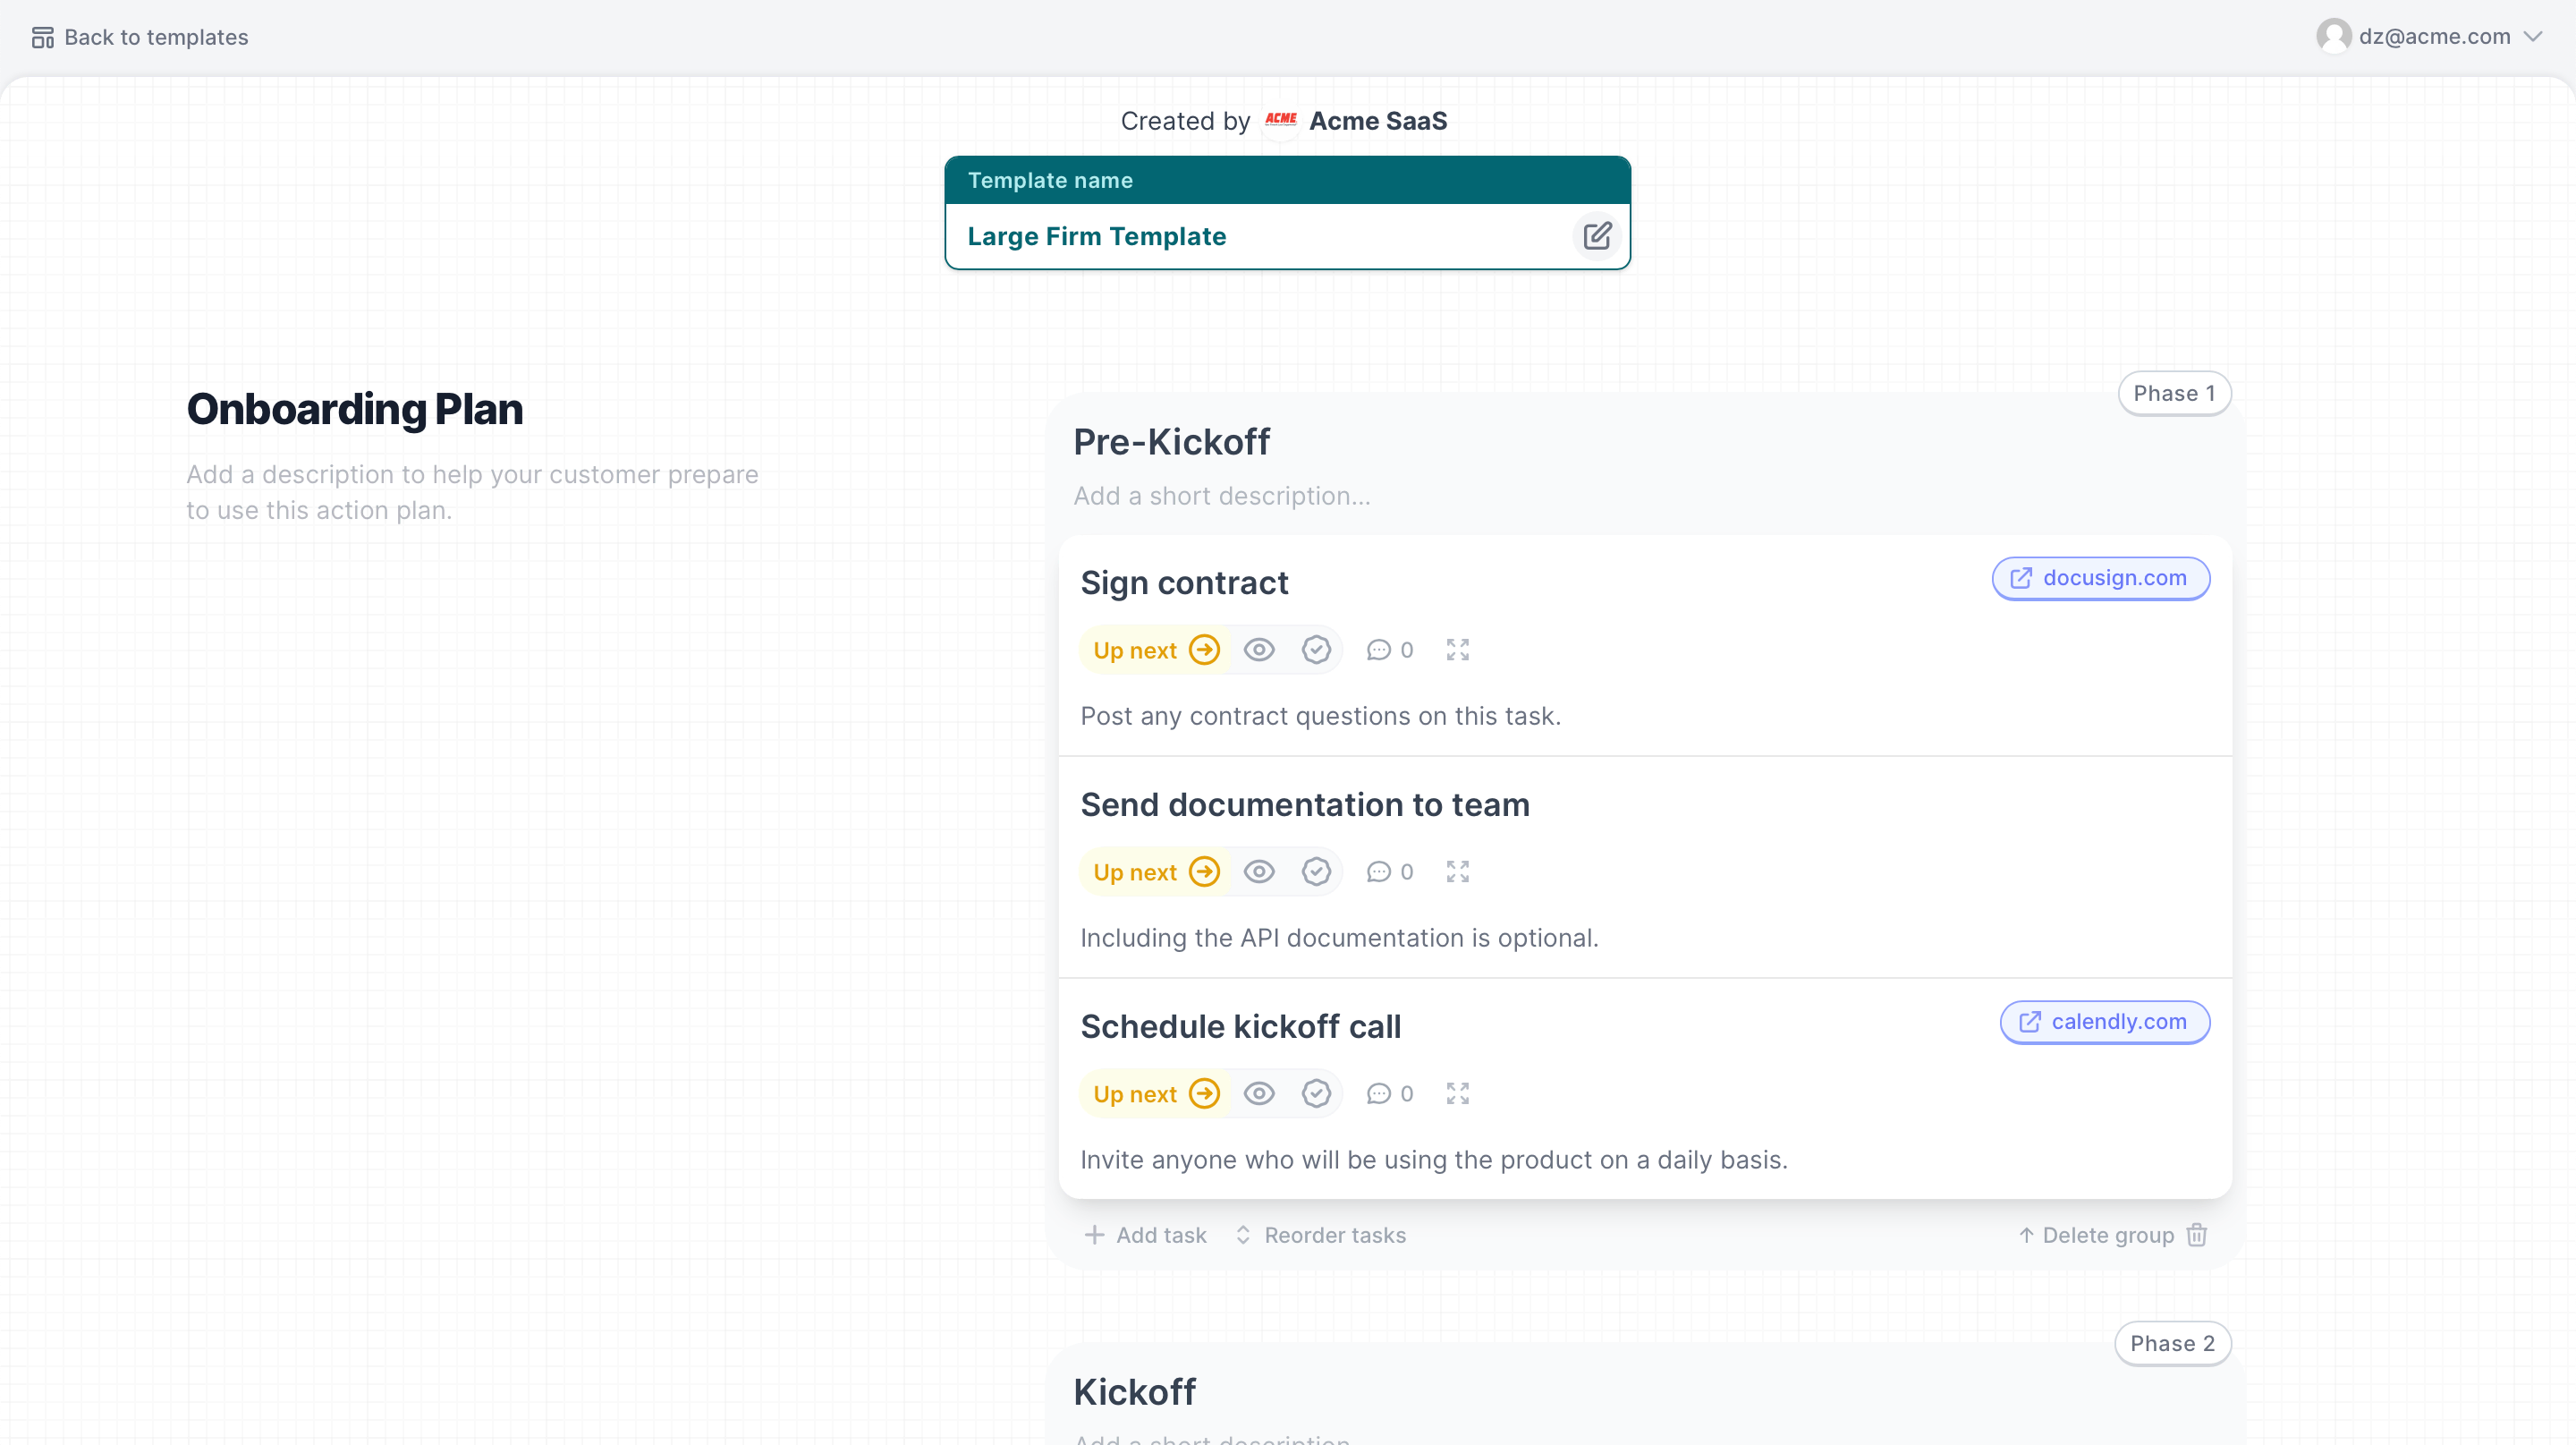 Back to templates
dz@acme.com
Created by ACME Acme SaaS
Template name
Large Firm Template
Onboarding Plan
Add a description to help your customer prepare
to use this action plan.
Phase 1
Pre-Kickoff
Add a short description...
Sign contract
docusign.com
Up next
0
Post any contract questions on this task.
Send documentation to team
Up next
0
Including the API documentation is optional.
Schedule kickoff call
calendly.com
Up next
0
Invite anyone who will be using the product on a daily basis.
Add task
Reorder tasks
Delete group
Phase 2
Kickoff
Add a short description